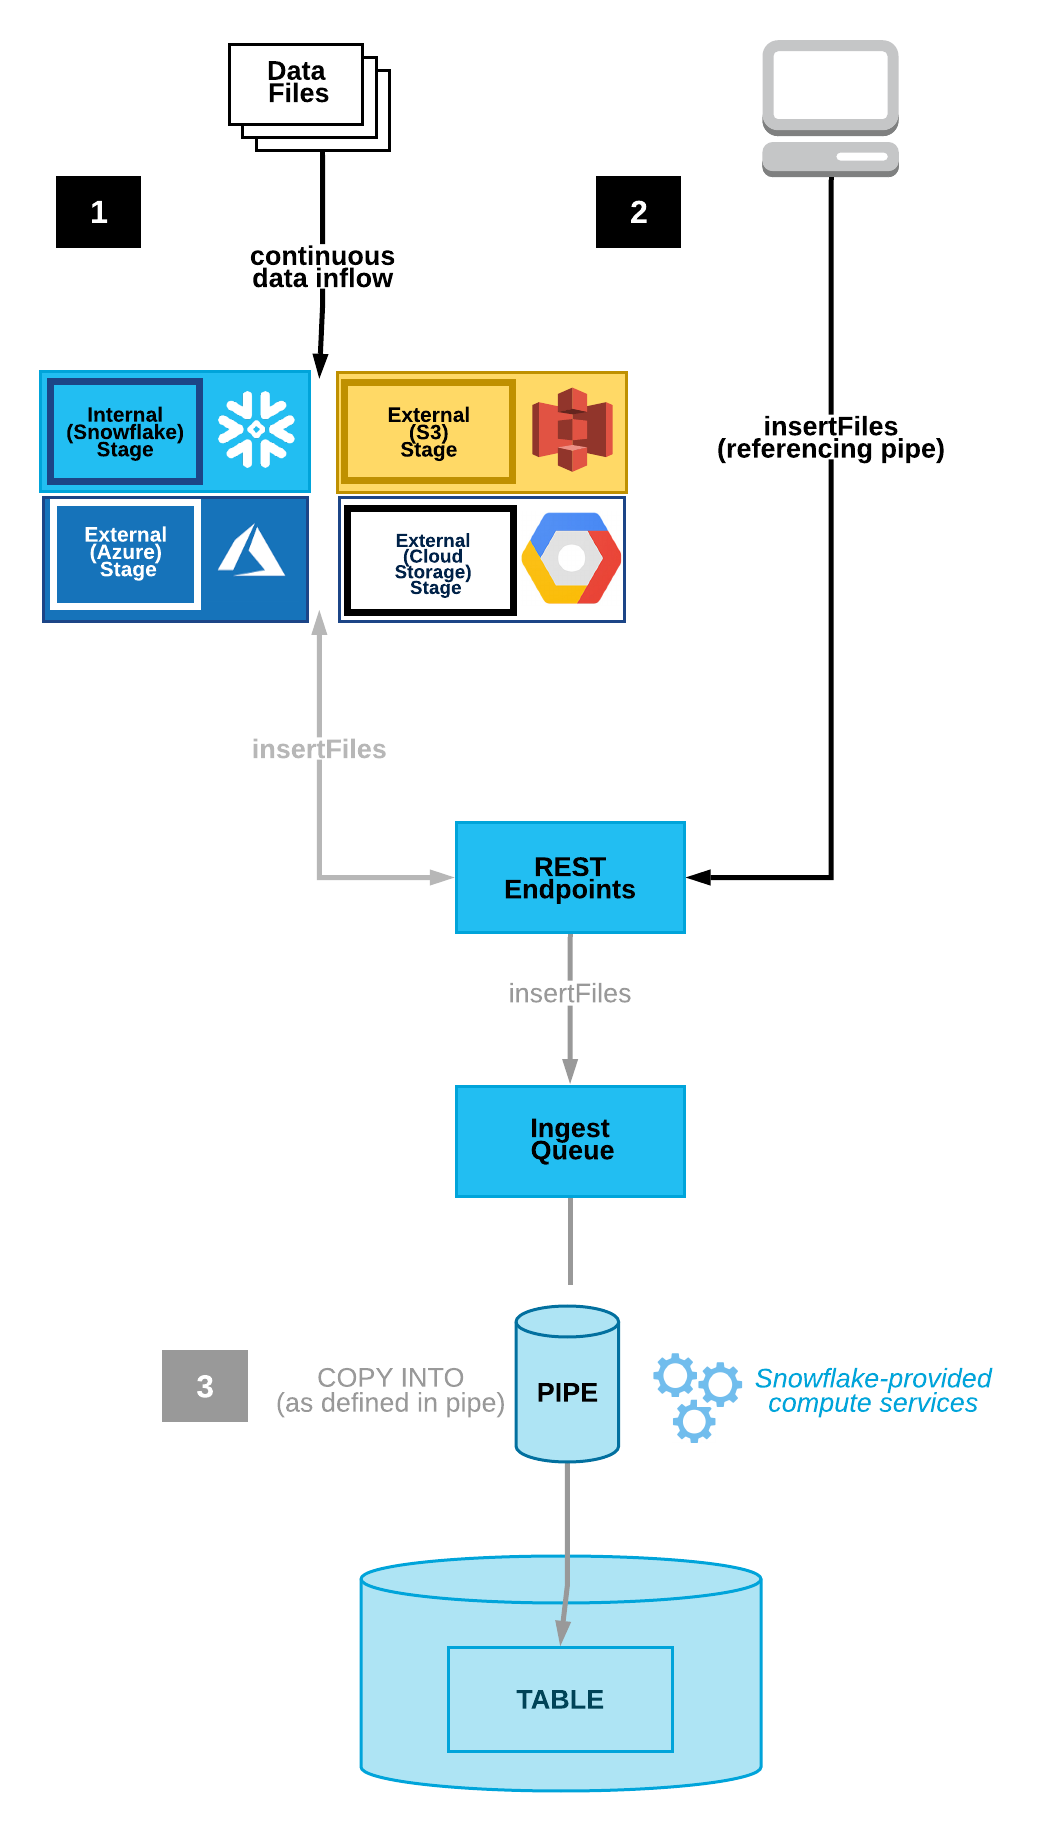 Data
Files
1
2
continuous
data inflow
Internal
(Snowflake)
Stage
External
(S3)
Stage
External
(Azure)
Stage
External
(Cloud
Storage)
Stage
insertFiles
(referencing pipe)
insertFiles
REST
Endpoints
insertFiles
Ingest
Queue
3
COPY INTO
(as defined in pipe)
PIPE
Snowflake-provided
compute services
TABLE